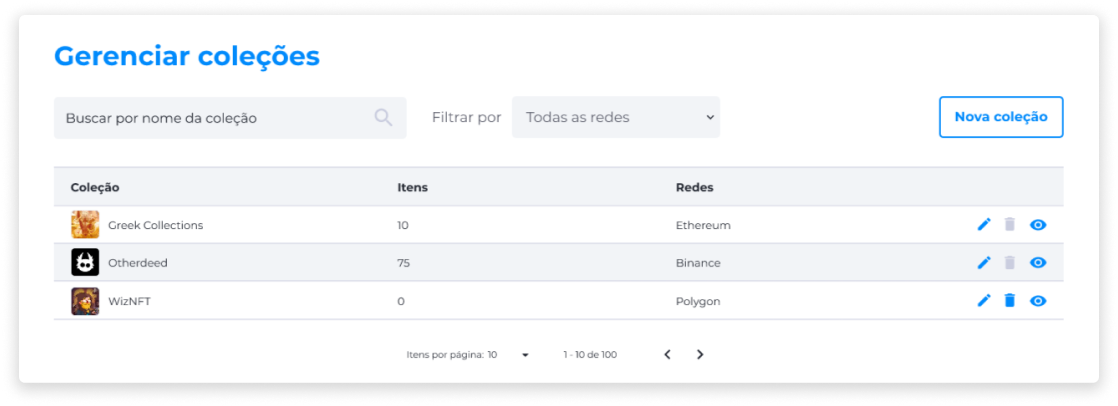 Gerenciar coleções
Buscar por nome da coleção
Filtrar por
Todas as redes
Nova coleção
Coleção Itens Redes
Greek Collections 10 Ethereum
Otherdeed 75 Binance
WizNFT 0 Polygon
Itens por página: 10 1 - 10 de 100